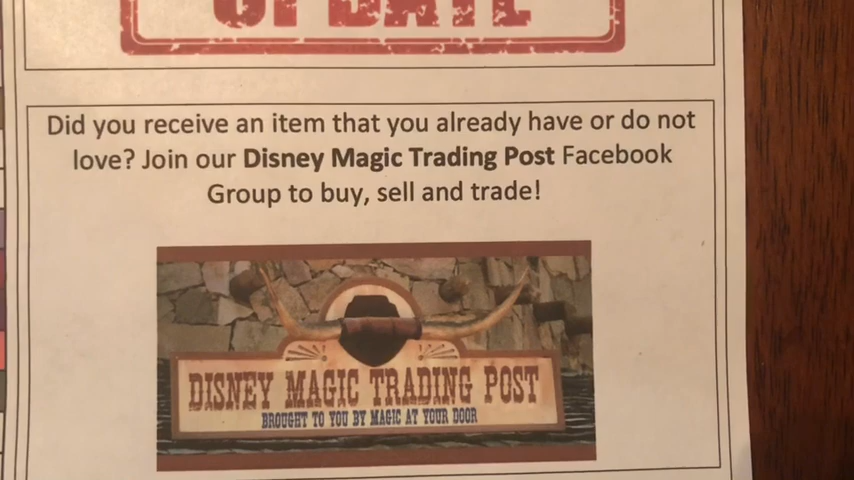 UPDATE
Did you receive an item that you already have or do not
love? Join our Disney Magic Trading Post Facebook
Group to buy, sell and trade!
DISNEY MAGIC TRADING POST
BROUGHT TO YOU BY MAGIC AT YOUR DOOR